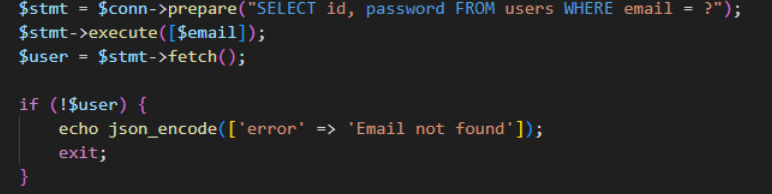 $stmt = $conn->prepare("SELECT id, password FROM users WHERE email = ?");
$stmt->execute([$email]);
$user = $stmt->fetch();

if (!$user) {
    echo json_encode(['error' => 'Email not found']);
    exit;
}